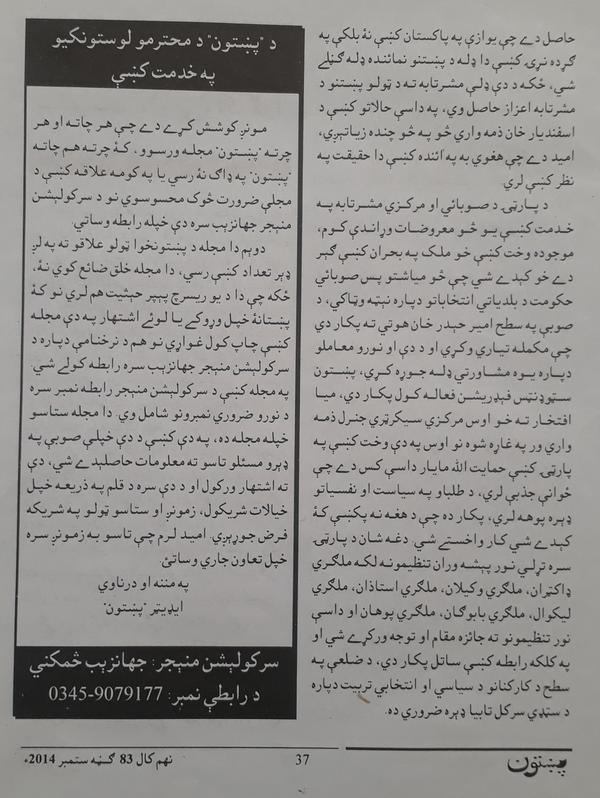 حاصل دے چې يوازې په پاکستان کښې نۀ بلکې په
ګرده نړۍ کښې دا ډله د پښتنو نمائنده ډله ګڼلے
شي، ځکه د دې ډلې مشرتابه ته د ټولو پښتنو د
مشرتابه اعزاز حاصل وي، په داسې حالاتو کښې د
اسفنديار خان ذمه وارې څو په څو چنده زياتېږي،
اميد دے چې هغوي به په ائنده کښې دا حقيقت په
نظر کښې لري.
د پارټۍ د صوبائي او مرکزي مشرتابه په
خدمت کښې يو څو معروضات وړاندې کوم،
موجوده وخت کښې خو ملک په بحران کښې ګېر
دے خو کېدے شي چې څو مياشتو پس صوبائي
حکومت د بلدياتي انتخاباتو دپاره نېټه وټاکي، د
صوبې په سطح امير حيدر خان هوتي ته پکار دي
چې مکمله تياري وکړي او د دې او نورو معاملو
دپاره يوه مشاورتي ډله جوړه کړي، پښتون
سټوډنټس فېډرېشن فعاله کول پکار دي، ميا
افتخار ته خو اوس مرکزي سيکرټري جنرل ذمه
واري ور په غاړه شوه نو اوس په دې وخت کښې په
پارټۍ کښې حمايت الله مايار داسې کس دے چې
ځوانې جذبې لري، د طلباو په سياست او نفسياتو
ډېره پوهه لري، پکار ده چې د هغه نه پکښې کۀ
کېدے شي کار واخستے شي. دغه شان د پارټۍ
سره تړلي نور پېشه وران تنظيمونه لکه ملګري
ډاکټران، ملګري وکيلان، ملګري استاذان، ملګري
ليکوال، ملګري بابوګان، ملګري پوهان او داسې
نور تنظيمونو ته جائزه مقام او توجه ورکړے شي او
په کلکه رابطه کښې ساتل پکار دي، د ضلعې په
سطح د کارکنانو د سياسي او انتخابي تربيت دپاره
د سټډي سرکل تابيا ډېره ضروري ده.
د "پښتون" د محترمو لوستونکيو
په خدمت کښې
مونږ کوشش کړے دے چې هر چاته او هر
چرته "پښتون" مجله ورسوو، کۀ چرته هم چاته
"پښتون" په ډاګ نۀ رسي يا په کومه علاقه کښې د
مجلې ضرورت څوک محسوسوي نو د سرکولېشن
منېجر جهانزېب سره دې خپله رابطه وساتي.
دوېم دا مجله د پښتونخوا ټولو علاقو ته په لږ
ډېر تعداد کښې رسي، دا مجله خلق ضائع کوي نۀ،
ځکه چې دا د يو ريسرچ پېپر حېثيت هم لري نو کۀ
پښتانۀ خپل وړوکے يا لوئے اشتهار په دې مجله
کښې چاپ کول غواړي نو هم د نرخنامې دپاره د
سرکولېشن منېجر جهانزېب سره رابطه کولے شي.
په مجله کښې د سرکولېشن منېجر رابطه نمبر سره
د نورو ضروري نمبرونو شامل وي. دا مجله ستاسو
خپله مجله ده، په دې کښې د دې خپلې صوبې په
ډېرو مسئلو تاسو ته معلومات حاصلېدے شي، دې
ته اشتهار ورکول او د دې سره د قلم په ذريعه خپل
خيالات شريکول، زمونږ او ستاسو ټولو په شريکه
فرض جوړېږي. اميد لرم چې تاسو به زمونږ سره
خپل تعاون جاري وساتئ.
په مننه او درناوي
ايډيټر "پښتون"
سرکولېشن منېجر: جهانزېب څمکني
د رابطې نمبر: 0345-9079177
پښتون
37
نهم کال 83 ګڼه ستمبر 2014ء